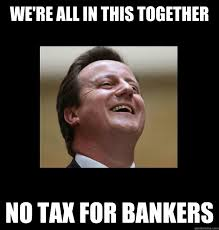 WE'RE ALL IN THIS TOGETHER
NO TAX FOR BANKERS